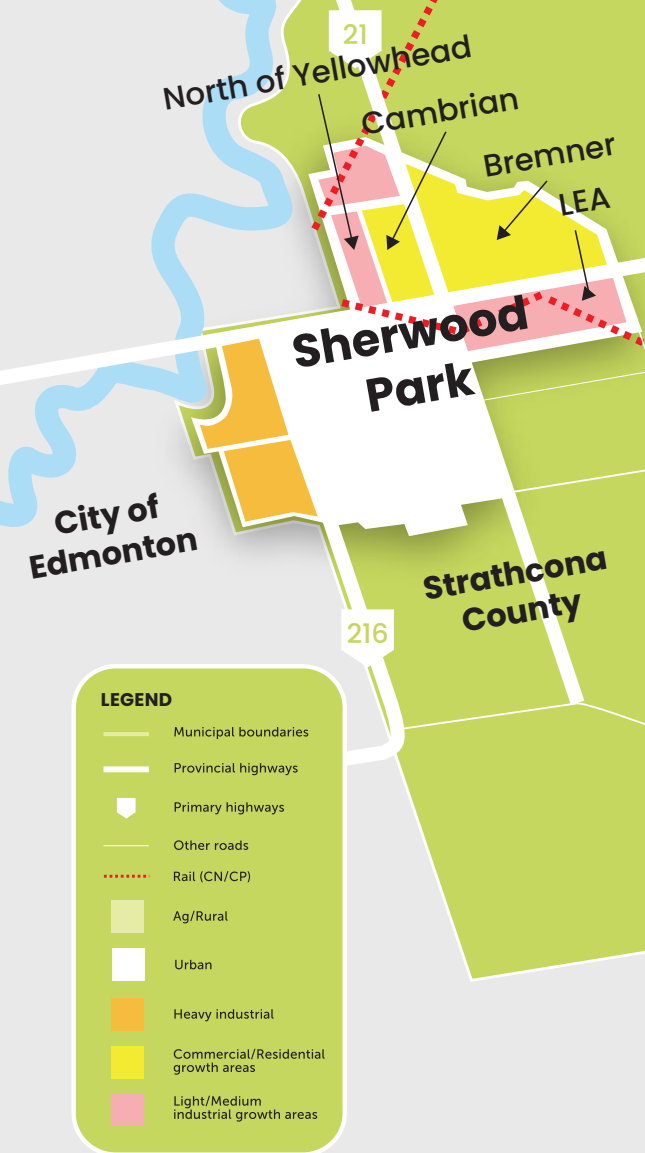 21
North of Yellowhead
Cambrian
Bremner
LEA
Sherwood
Park
City of
Edmonton
Strathcona
County
216
LEGEND
Municipal boundaries
Provincial highways
Primary highways
Other roads
Rail (CN/CP)
Ag/Rural
Urban
Heavy industrial
Commercial/Residential
growth areas
Light/Medium
industrial growth areas